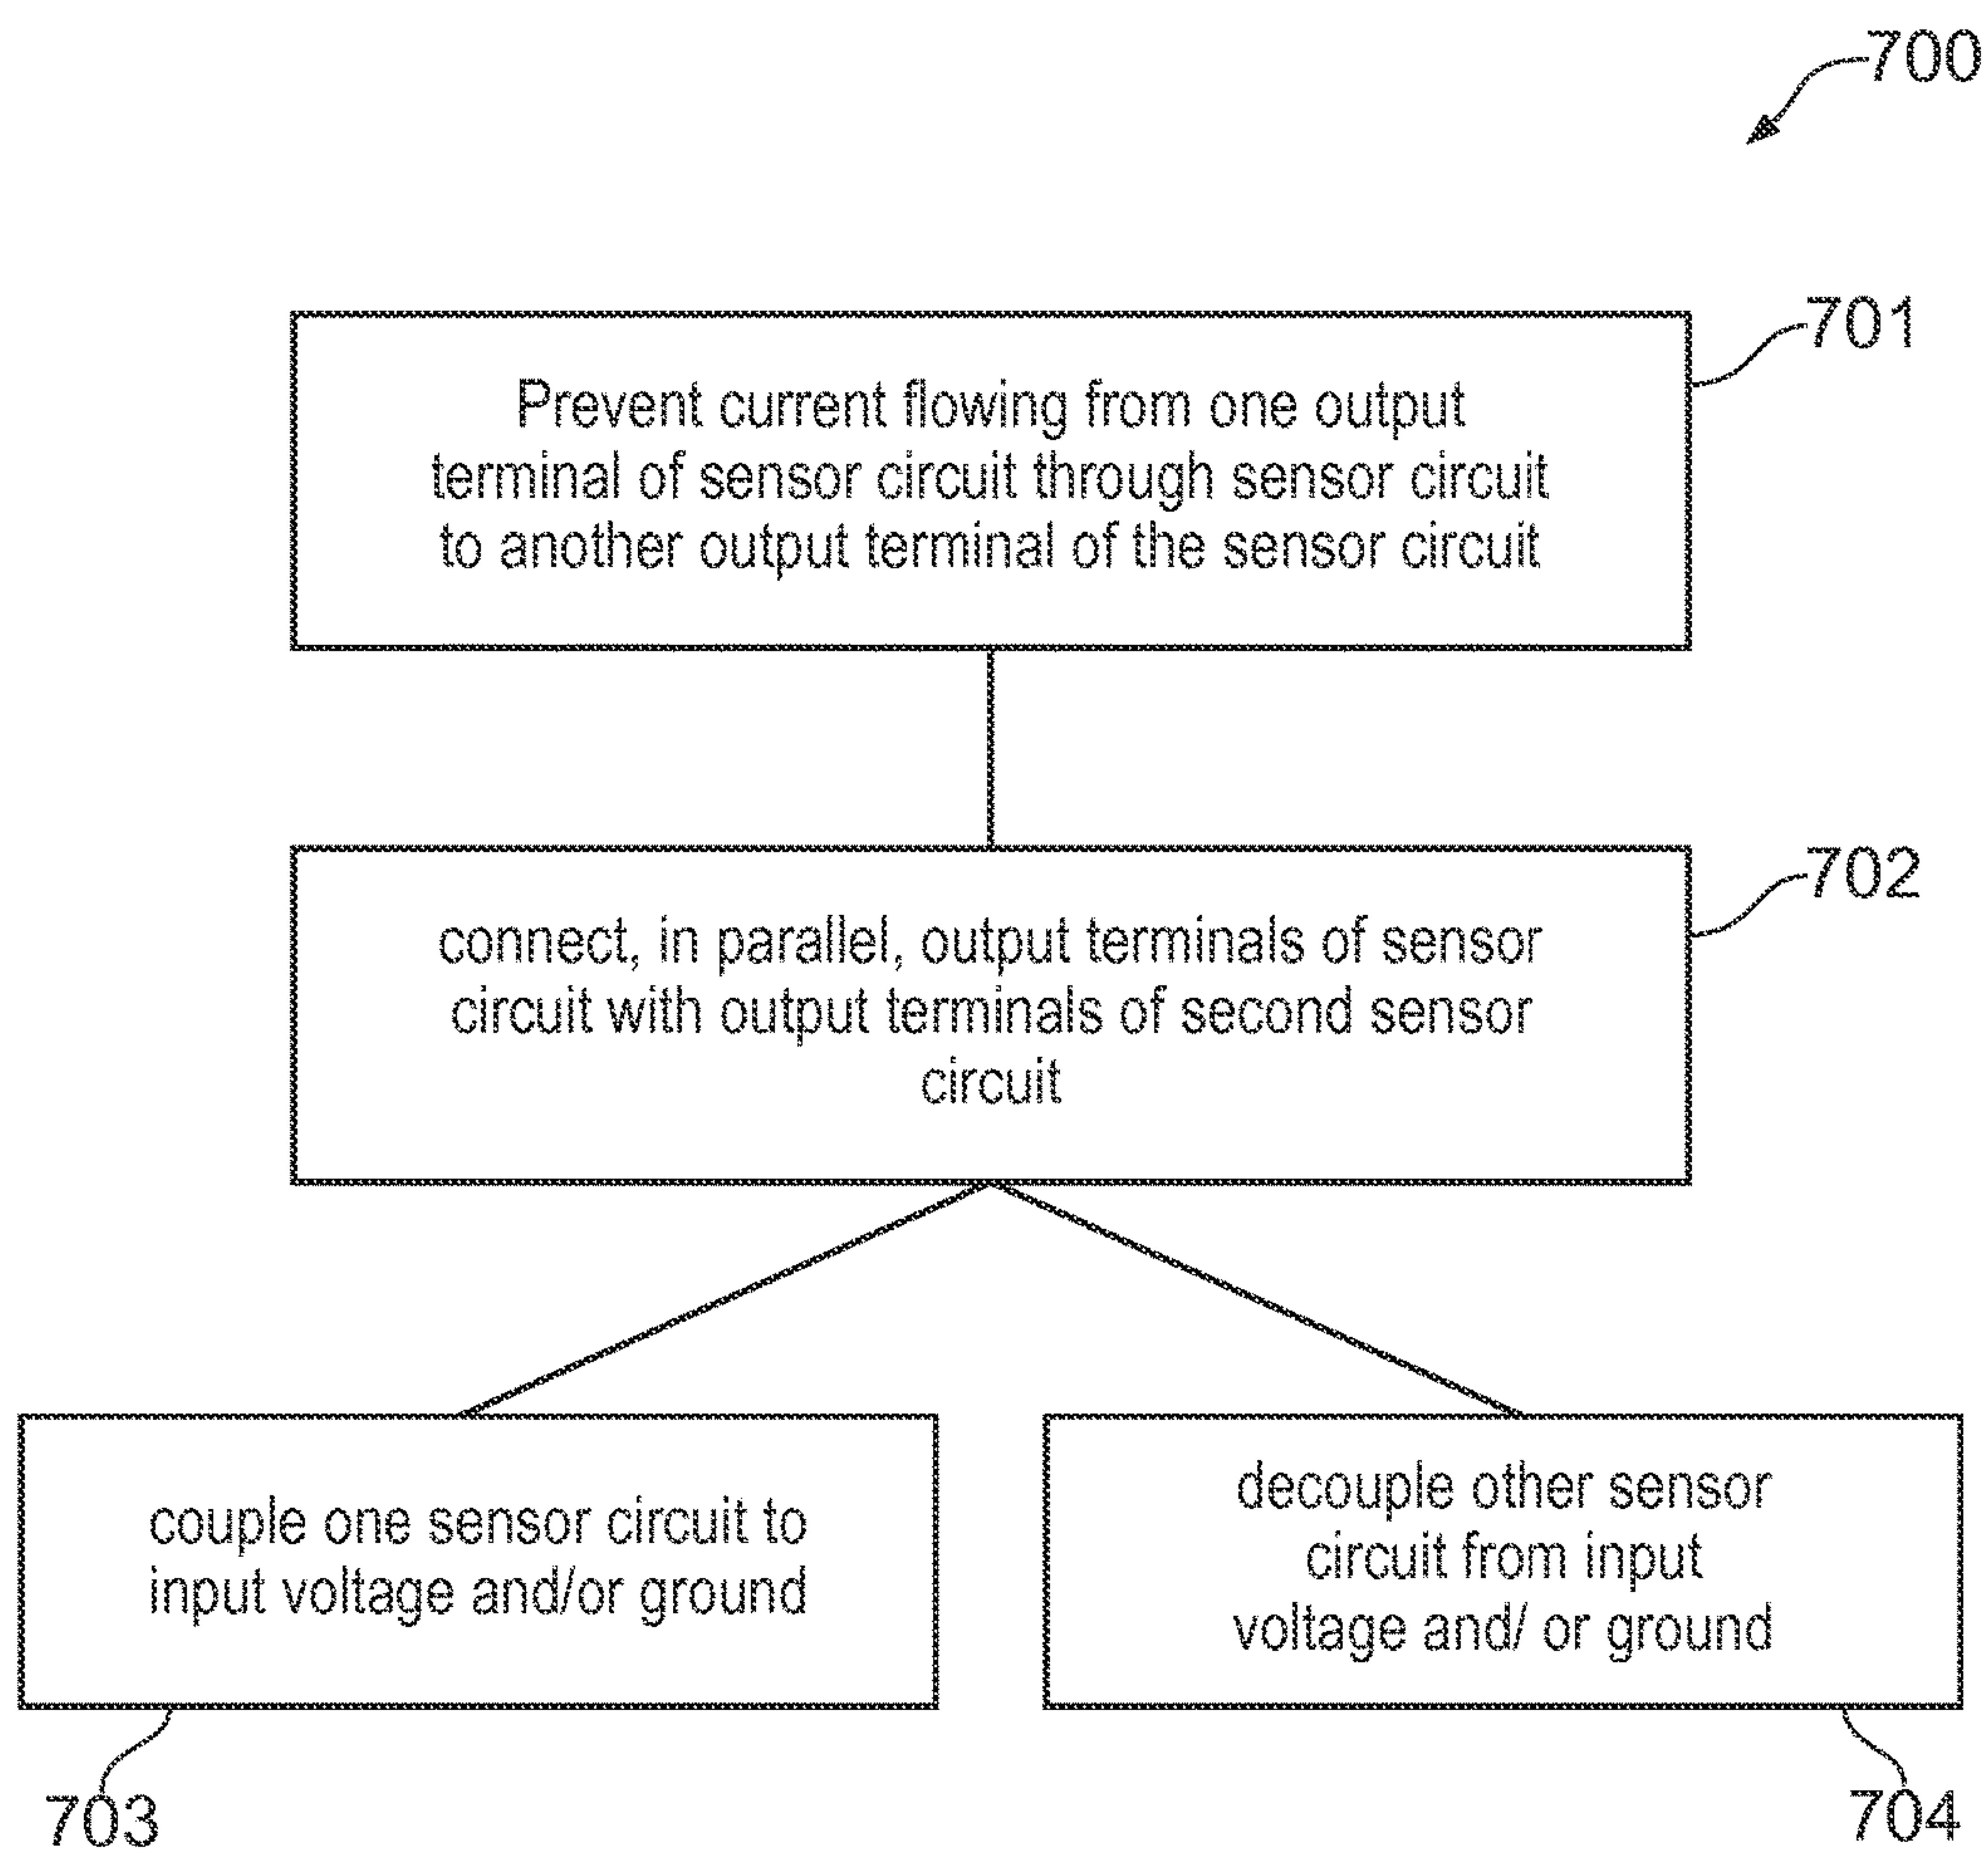 700
701
Prevent current flowing from one output
terminal of sensor circuit through sensor circuit
to another output terminal of the sensor circuit
702
connect, in parallel, output terminals of sensor
circuit with output terminals of second sensor
circuit
couple one sensor circuit to
input voltage and/or ground
decouple other sensor
circuit from input
voltage and/ or ground
703
704